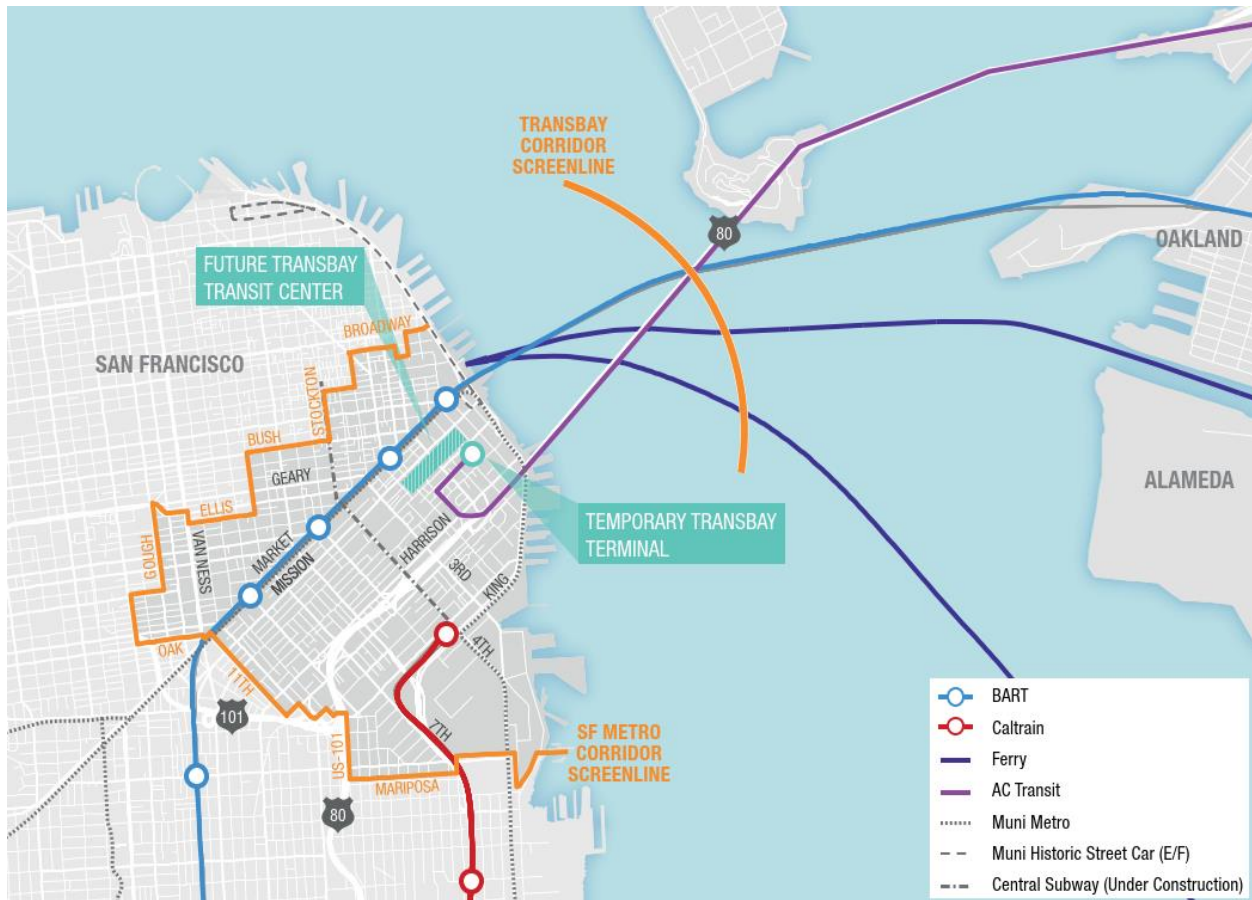 TRANSBAY
CORRIDOR
SCREENLINE
80
OAKLAND
FUTURE TRANSBAY
TRANSIT CENTER
BROADWAY
SAN FRANCISCO
STOCKTON
BUSH
GEARY
ELLIS
GOUGH
VAN NESS
MARKET
MISSION
HARRISON
3RD
KING
4TH
ALAMEDA
TEMPORARY TRANSBAY
TERMINAL
OAK
11TH
101
7TH
US-101
MARIPOSA
80
SF METRO
CORRIDOR
SCREENLINE
BART
Caltrain
Ferry
AC Transit
Muni Metro
Muni Historic Street Car (E/F)
Central Subway (Under Construction)